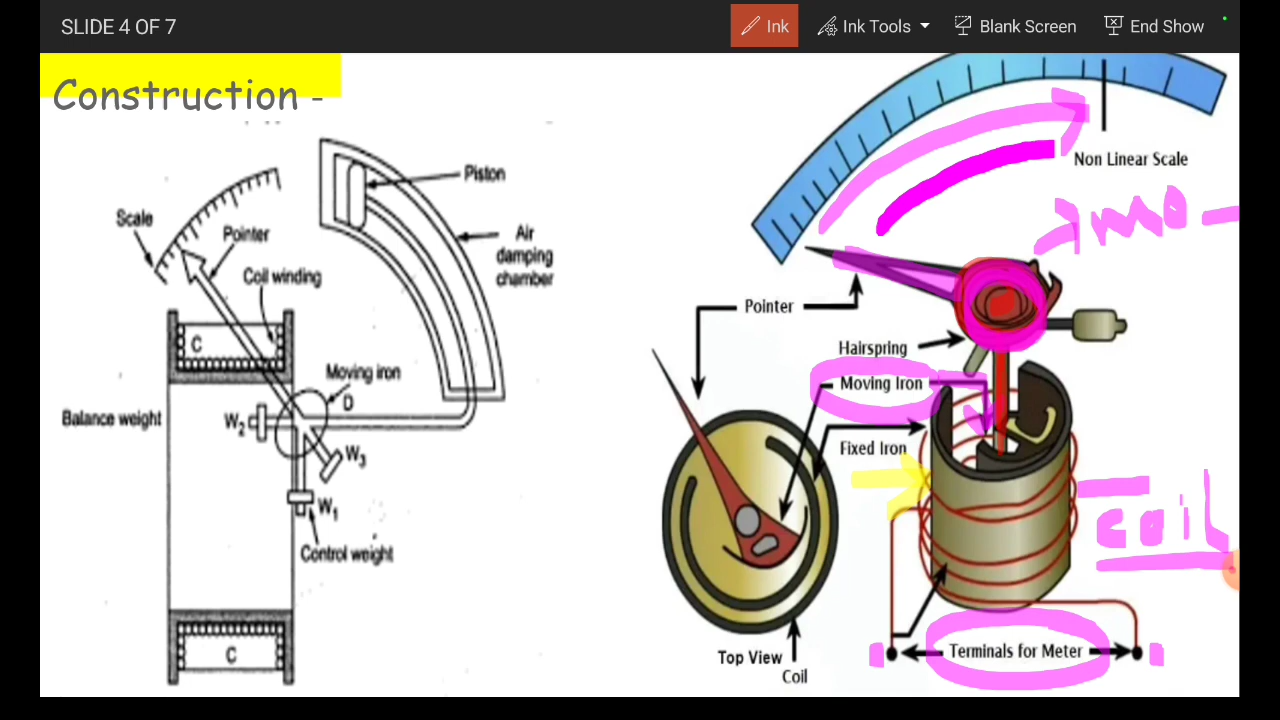 SLIDE 4 OF 7
Ink
Ink Tools
Blank Screen
End Show
Construction -
Scale
Pointer
Coil winding
C
Piston
Air
damping
chamber
Moving iron
D
Balance weight
W2
W3
W1
Control weight
C
Non Linear Scale
Pointer
Hairspring
Moving Iron
Fixed Iron
coil
Terminals for Meter
Top View
Coil